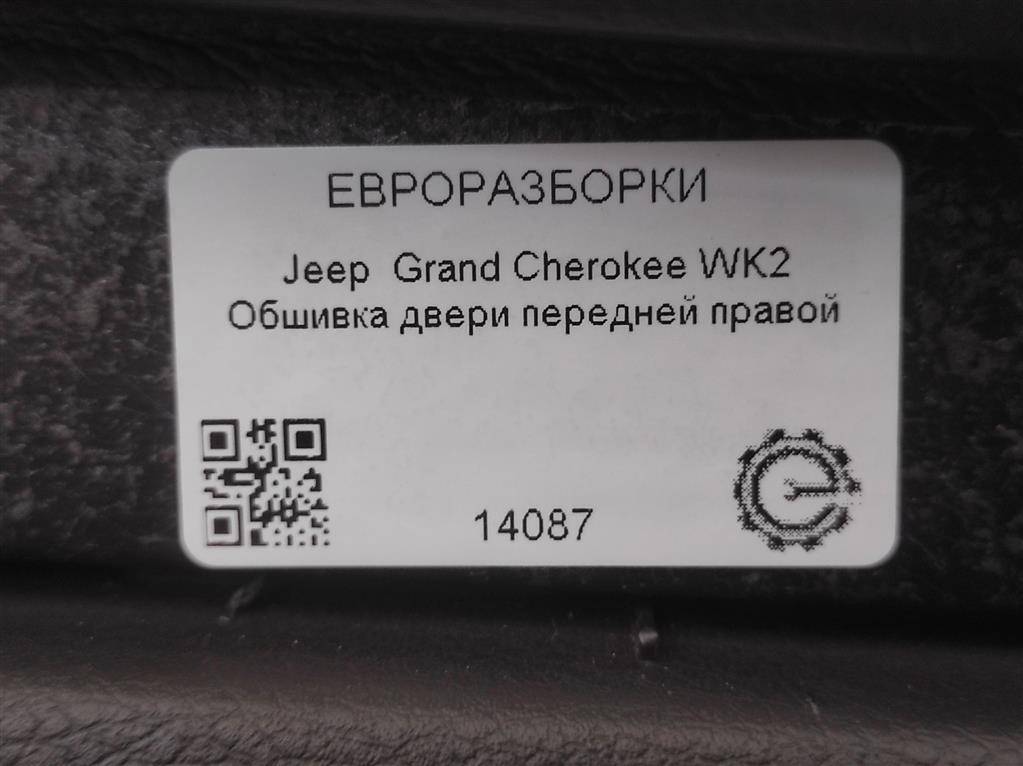 ЕВРОРАЗБОРКИ
Jeep Grand Cherokee WK2
Обшивка двери передней правой
14087